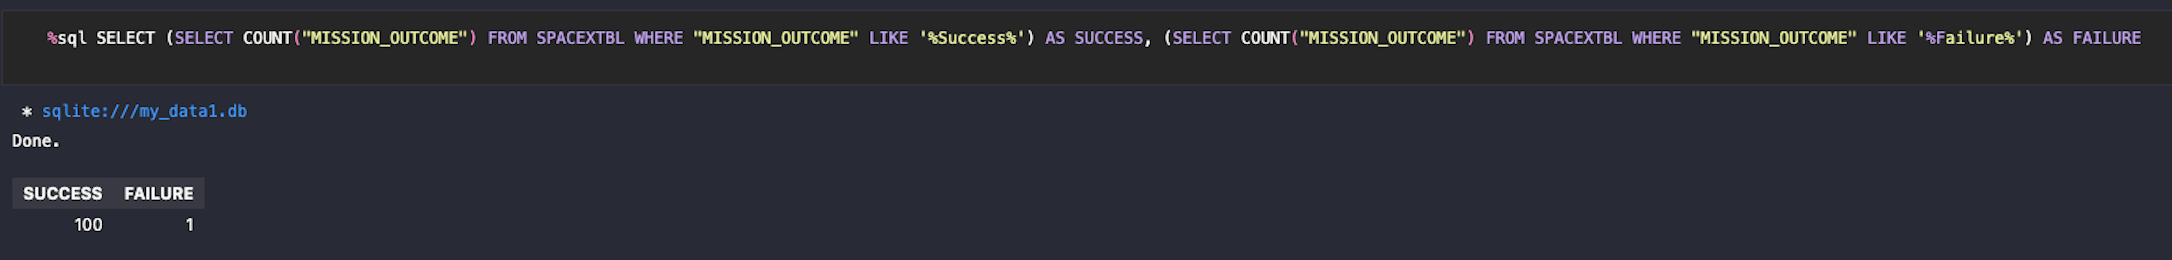 %sql SELECT (SELECT COUNT("MISSION_OUTCOME") FROM SPACEXTBL WHERE "MISSION_OUTCOME" LIKE '%Success%') AS SUCCESS, (SELECT COUNT("MISSION_OUTCOME") FROM SPACEXTBL WHERE "MISSION_OUTCOME" LIKE '%Failure%') AS FAILURE
* sqlite:///my_data1.db
Done.
SUCCESS FAILURE
100 1